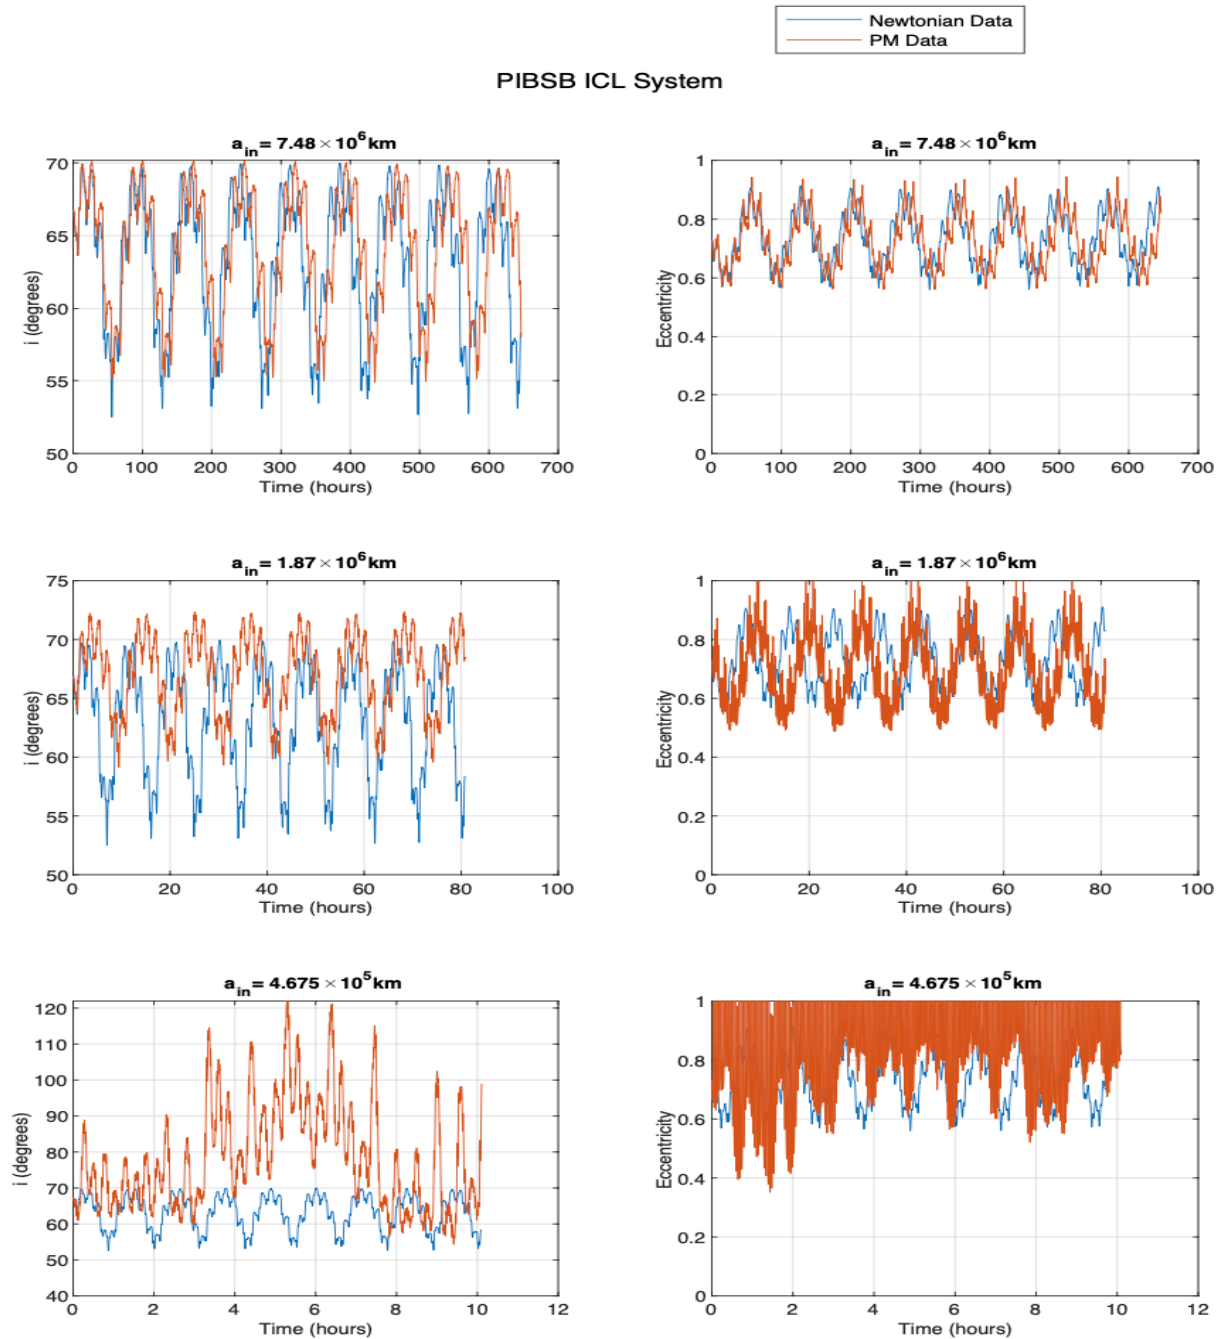 Newtonian Data
PM Data
PIBSB ICL System
a_in = 7.48 × 10^6 km
70
65
60
55
50
i (degrees)
0 100 200 300 400 500 600 700
Time (hours)
a_in = 7.48 × 10^6 km
1
0.8
0.6
0.4
0.2
0
Eccentricity
0 100 200 300 400 500 600 700
Time (hours)
a_in = 1.87 × 10^6 km
75
70
65
60
55
50
i (degrees)
0 20 40 60 80 100
Time (hours)
a_in = 1.87 × 10^6 km
1
0.8
0.6
0.4
0.2
0
Eccentricity
0 20 40 60 80 100
Time (hours)
a_in = 4.675 × 10^5 km
120
110
100
90
80
70
60
50
40
i (degrees)
0 2 4 6 8 10 12
Time (hours)
a_in = 4.675 × 10^5 km
1
0.8
0.6
0.4
0.2
0
Eccentricity
0 2 4 6 8 10 12
Time (hours)